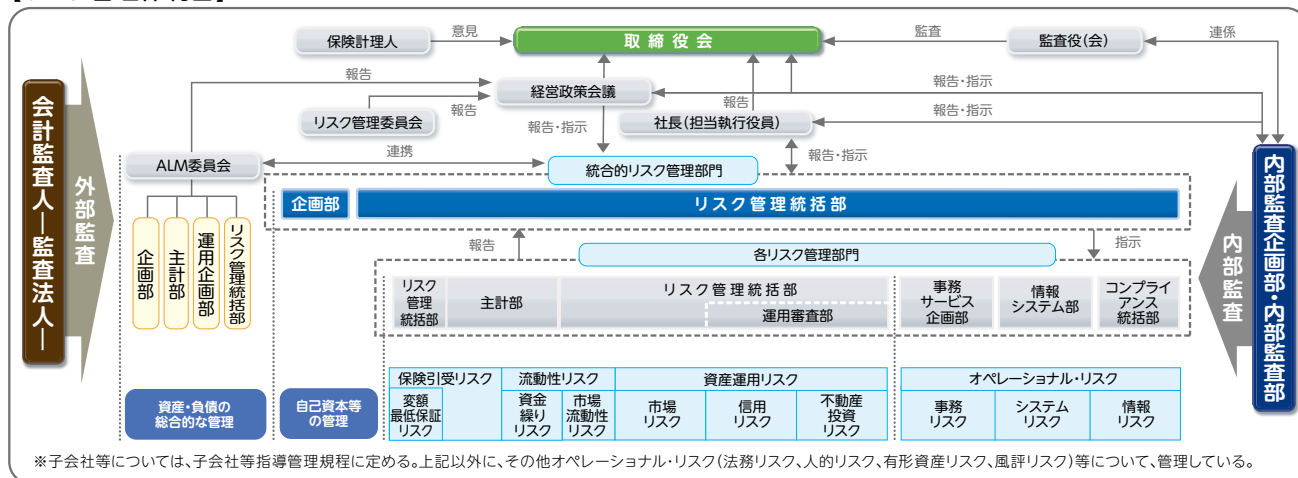 保険計理人
意見
取締役会
監査
監査役(会)
連係
報告
経営政策会議
報告・指示
リスク管理委員会
報告
報告・指示
報告
社長(担当執行役員)
報告・指示
ALM委員会
連携
統合的リスク管理部門
報告・指示
会計監査人―監査法人―
外部監査
企画部
主計部
運用企画部
リスク管理統括部
企画部
リスク管理統括部
報告
各リスク管理部門
指示
内部監査
内部監査企画部・内部監査部
リスク
管理
統括部
主計部
リスク管理統括部
運用審査部
事務
サービス
企画部
情報
システム部
コンプライ
アンス
統括部
資産・負債の
総合的な管理
自己資本等
の管理
保険引受リスク
変額
最低保証
リスク
流動性リスク
資金
繰り
リスク
市場
流動性
リスク
資産運用リスク
市場
リスク
信用
リスク
不動産
投資
リスク
オペレーショナル・リスク
事務
リスク
システム
リスク
情報
リスク
※子会社等については、子会社等指導管理規程に定める。上記以外に、その他オペレーショナル・リスク(法務リスク、人的リスク、有形資産リスク、風評リスク)等について、管理している。